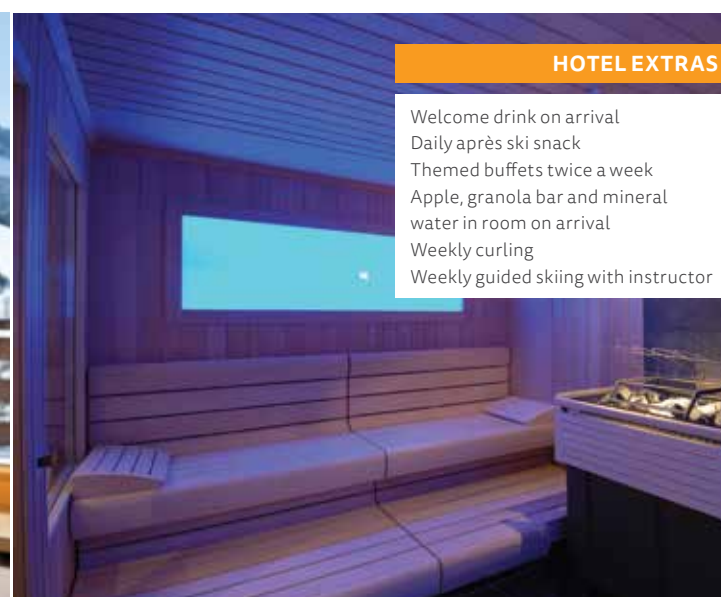 HOTEL EXTRAS
Welcome drink on arrival
Daily après ski snack
Themed buffets twice a week
Apple, granola bar and mineral
water in room on arrival
Weekly curling
Weekly guided skiing with instructor